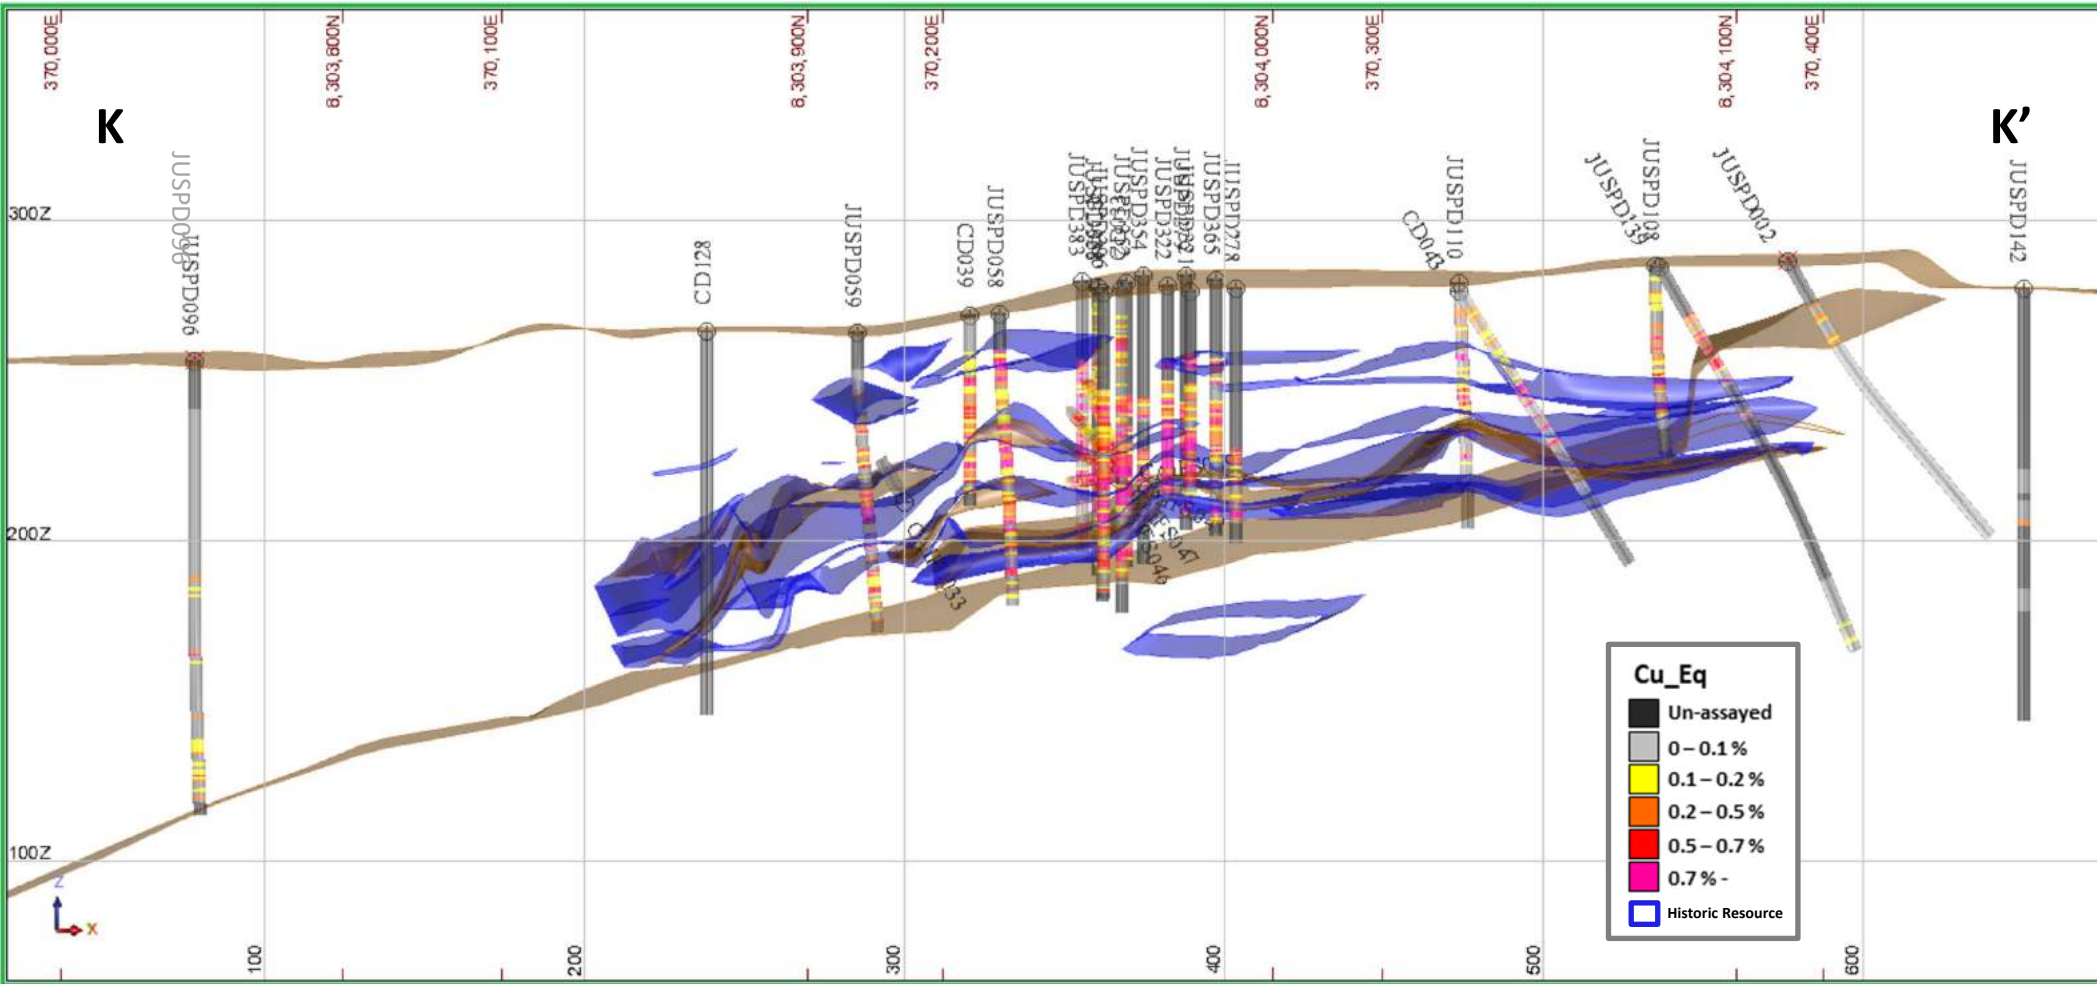 370,000E
8,303,800N
370,100E
8,303,900N
370,200E
8,304,000N
370,300E
8,304,100N
370,400E
K
K’
JUSPD096
JUSPD096
CD128
JUSPD059
CD039
JUSPD058
JUSPD383
JUSPD354
JUSPD322
JUSPD365
JUSPD278
CD043
JUSPD110
JUSPD139
JUSPD108
JUSPD002
JUSPD142
300Z
200Z
100Z
Z
X
100
200
300
400
500
600
Cu_Eq
Un-assayed
0 – 0.1 %
0.1 – 0.2 %
0.2 – 0.5 %
0.5 – 0.7 %
0.7 % -
Historic Resource